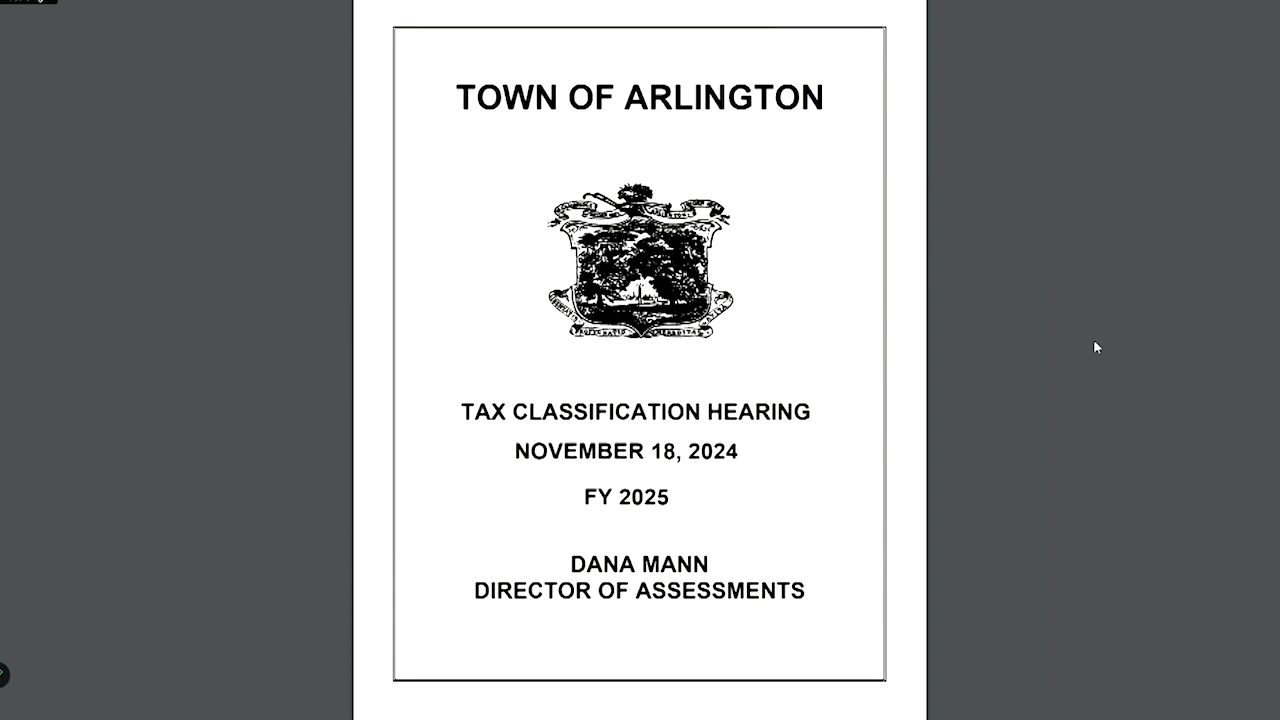 TOWN OF ARLINGTON
TAX CLASSIFICATION HEARING
NOVEMBER 18, 2024
FY 2025
DANA MANN
DIRECTOR OF ASSESSMENTS